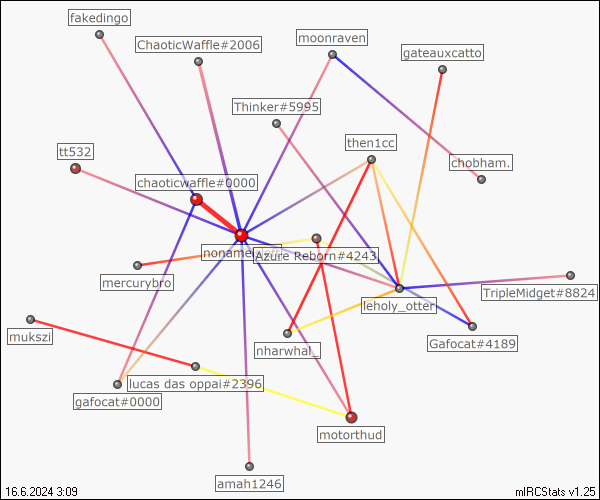 fakedingo
ChaoticWaffle#2006
moonraven
gateauxcatto
Thinker#5995
then1cc
tt532
Chobham.
chaoticwaffle#0000
Azure Reborn#4243
mercurybro
TripleMidget#8824
leholy_otter
mukszi
nharwhal_
Gafocat#4189
lucas das oppai#2396
gafocat#0000
motorthud
amah1246
16.6.2024 3:09
mIRCStats v1.25